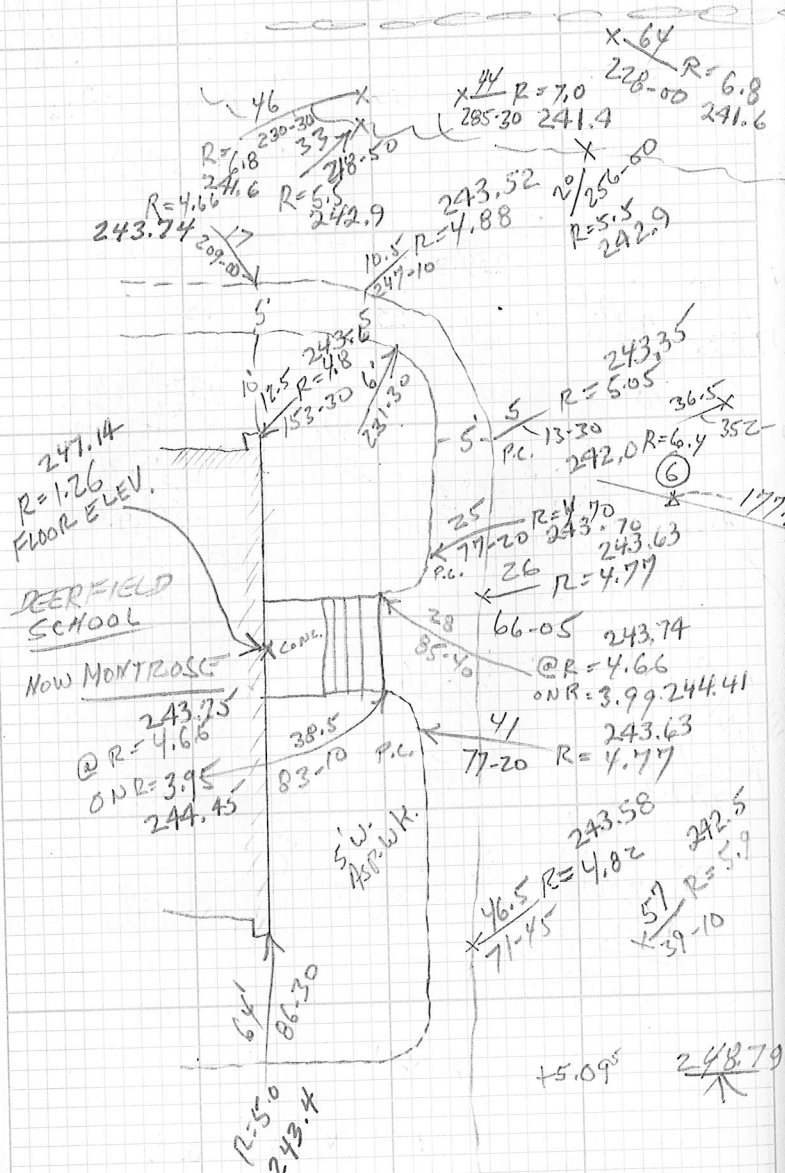 64
228-00 R= 6.8
241.6
46
230-30
R= 6.8
241.6
33
218-50
R=5.5
242.9
44 R=7.0
285-30 241.4
20
256-00
R=5.5
242.9
R=4.66
243.74
17
209-00
243.52
10.5 R=4.88
247-10
5'
5
10'
243.6
12.5 R=4.8
153-30
6'
231-30
243.35
5' 5 R=5.05
13-30
P.C.
36.5
352-
242.0 R=6.4
6
177.
247.14
R=1.26
FLOOR ELEV.
25 R=4.70
77-20 243.70
P.C.
243.63
26 R=4.77
66-05
DEERFIELD
SCHOOL
NOW MONTROSE
CONC.
28
85-40
243.74
@ R= 4.66
ON R= 3.99 244.41
243.75
@ R= 4.66
ON R= 3.95
244.45
38.5
83-10
P.C.
41
77-20
243.63
R= 4.77
5' W.
ASP. WK.
243.58
46.5 R= 4.82
71-45
242.5
57 R= 5.9
39-10
64'
86-30
R=5.0
243.4
+5.09⁵ 248.79